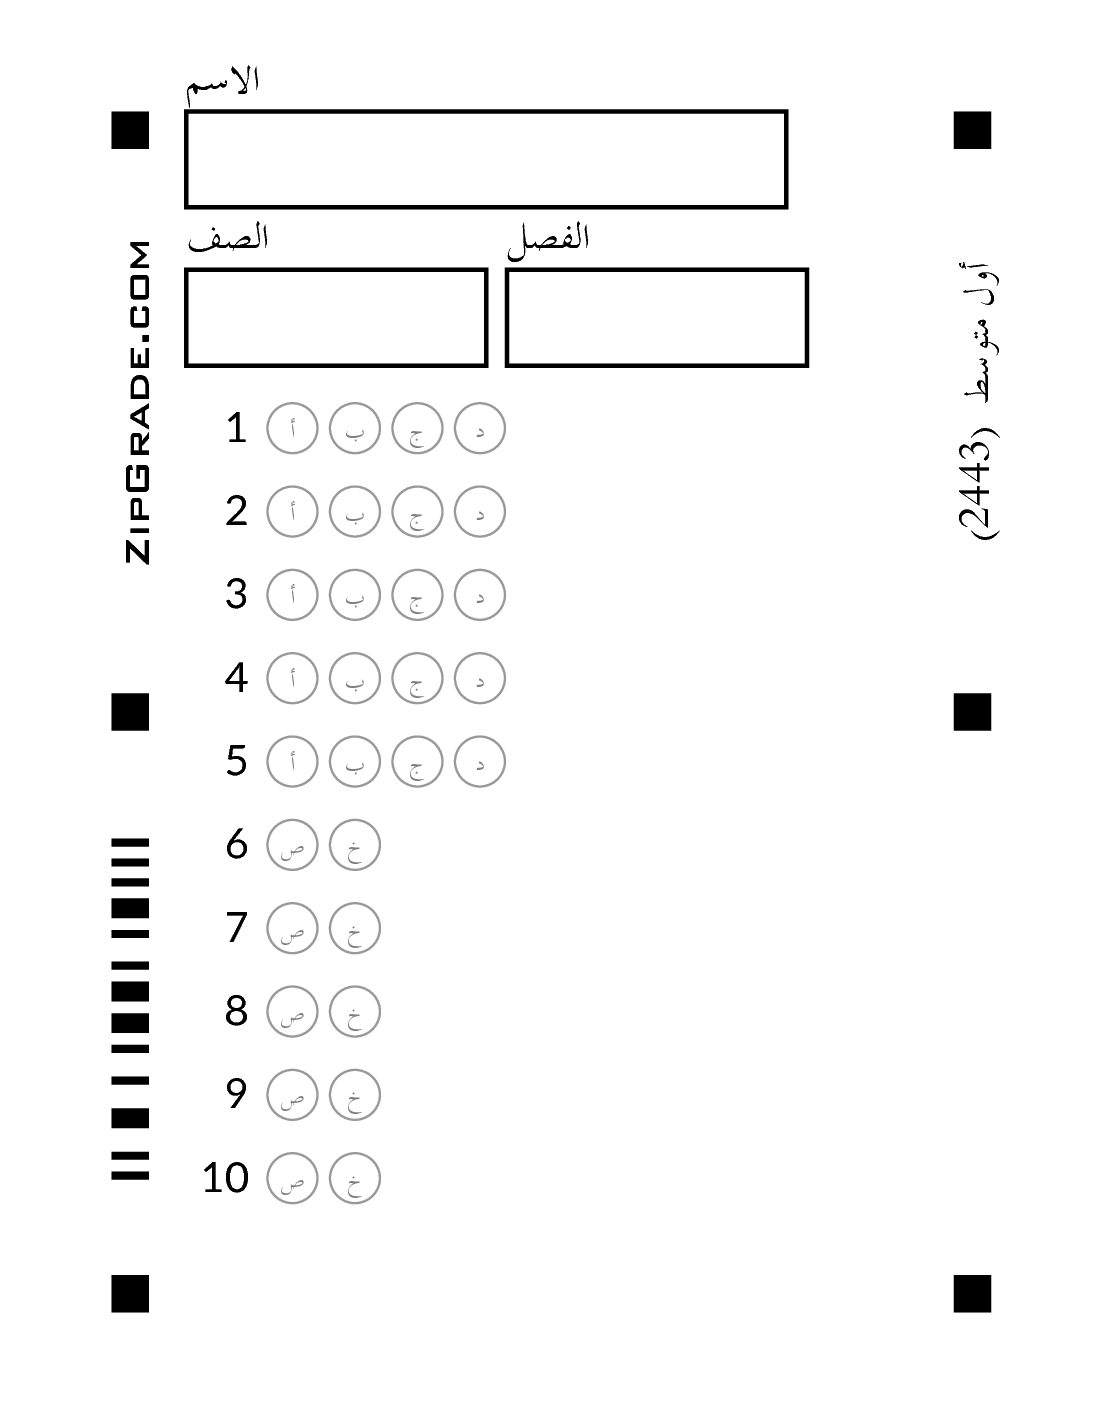 الاسم
الصف
الفصل
ZIPGRADE.COM
أول متوسط (2443)
1 أ ب ج د
2 أ ب ج د
3 أ ب ج د
4 أ ب ج د
5 أ ب ج د
6 ص خ
7 ص خ
8 ص خ
9 ص خ
10 ص خ